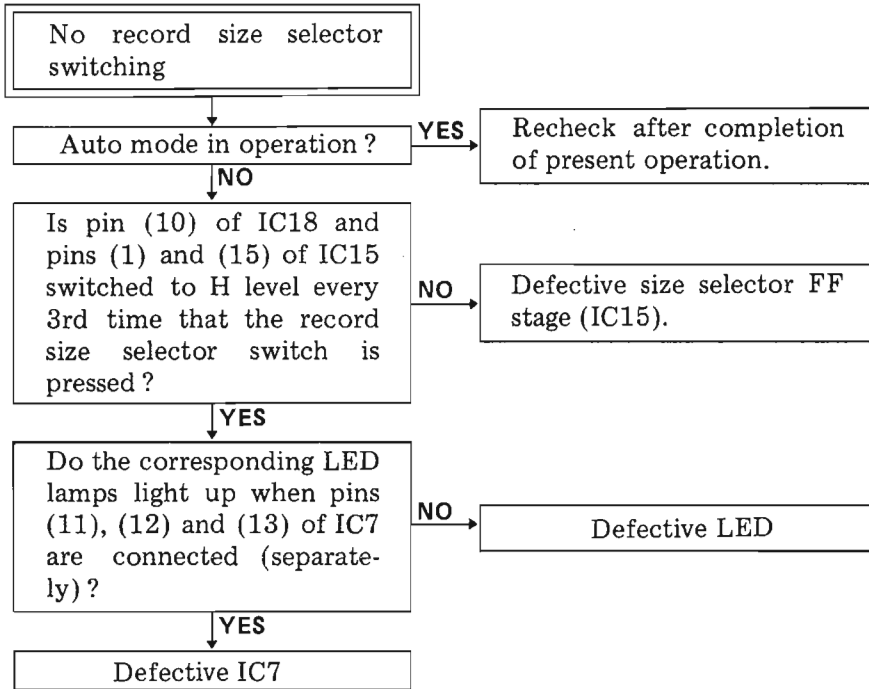 No record size selector
switching
Auto mode in operation ?
YES
Recheck after completion
of present operation.
NO
Is pin (10) of IC18 and
pins (1) and (15) of IC15
switched to H level every
3rd time that the record
size selector switch is
pressed ?
NO
Defective size selector FF
stage (IC15).
YES
Do the corresponding LED
lamps light up when pins
(11), (12) and (13) of IC7
are connected (separate-
ly) ?
NO
Defective LED
YES
Defective IC7